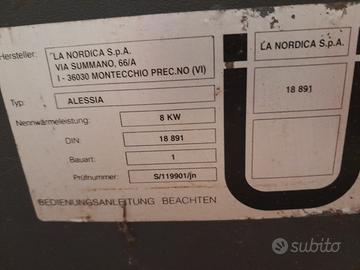 Hersteller:
LA NORDICA S.p.A.
VIA SUMMANO, 66/A
I - 36030 MONTECCHIO PREC.NO (VI)
Typ: ALESSIA
Nennwärmeleistung: 8 KW
DIN: 18 891
Bauart: 1
Prüfnummer: S/119901/jn
BEDIENUNGSANLEITUNG BEACHTEN
LA NORDICA S.p.A.
18 891
subito